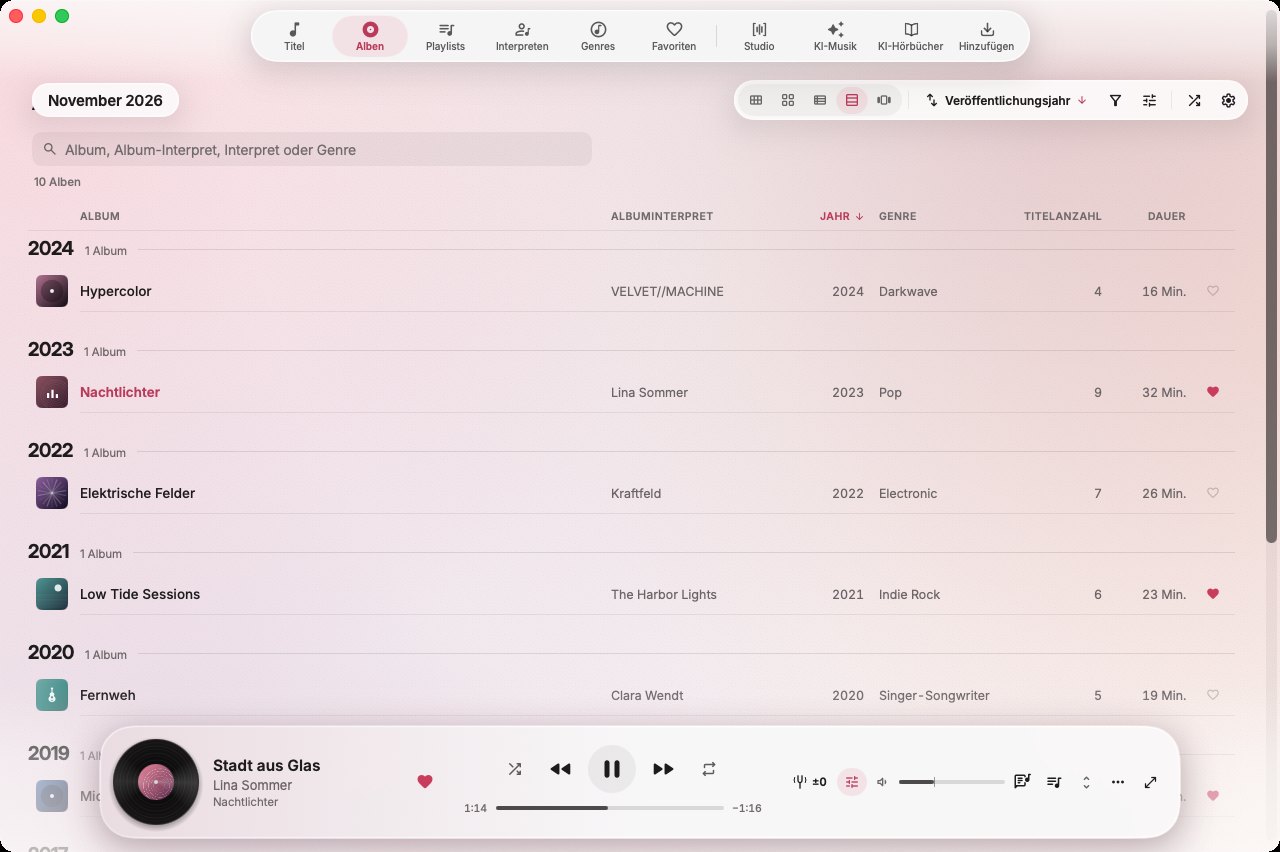 Titel
Alben
Playlists
Interpreten
Genres
Favoriten
Studio
KI-Musik
KI-Hörbücher
Hinzufügen
November 2026
Veröffentlichungsjahr
Album, Album-Interpret, Interpret oder Genre
10 Alben
ALBUM ALBUMINTERPRET JAHR ↓ GENRE TITELANZAHL DAUER
2024 1 Album
Hypercolor VELVET//MACHINE 2024 Darkwave 4 16 Min.
2023 1 Album
Nachtlichter Lina Sommer 2023 Pop 9 32 Min.
2022 1 Album
Elektrische Felder Kraftfeld 2022 Electronic 7 26 Min.
2021 1 Album
Low Tide Sessions The Harbor Lights 2021 Indie Rock 6 23 Min.
2020 1 Album
Fernweh Clara Wendt 2020 Singer-Songwriter 5 19 Min.
2019
Stadt aus Glas
Lina Sommer
Nachtlichter
1:14 −1:16
±0